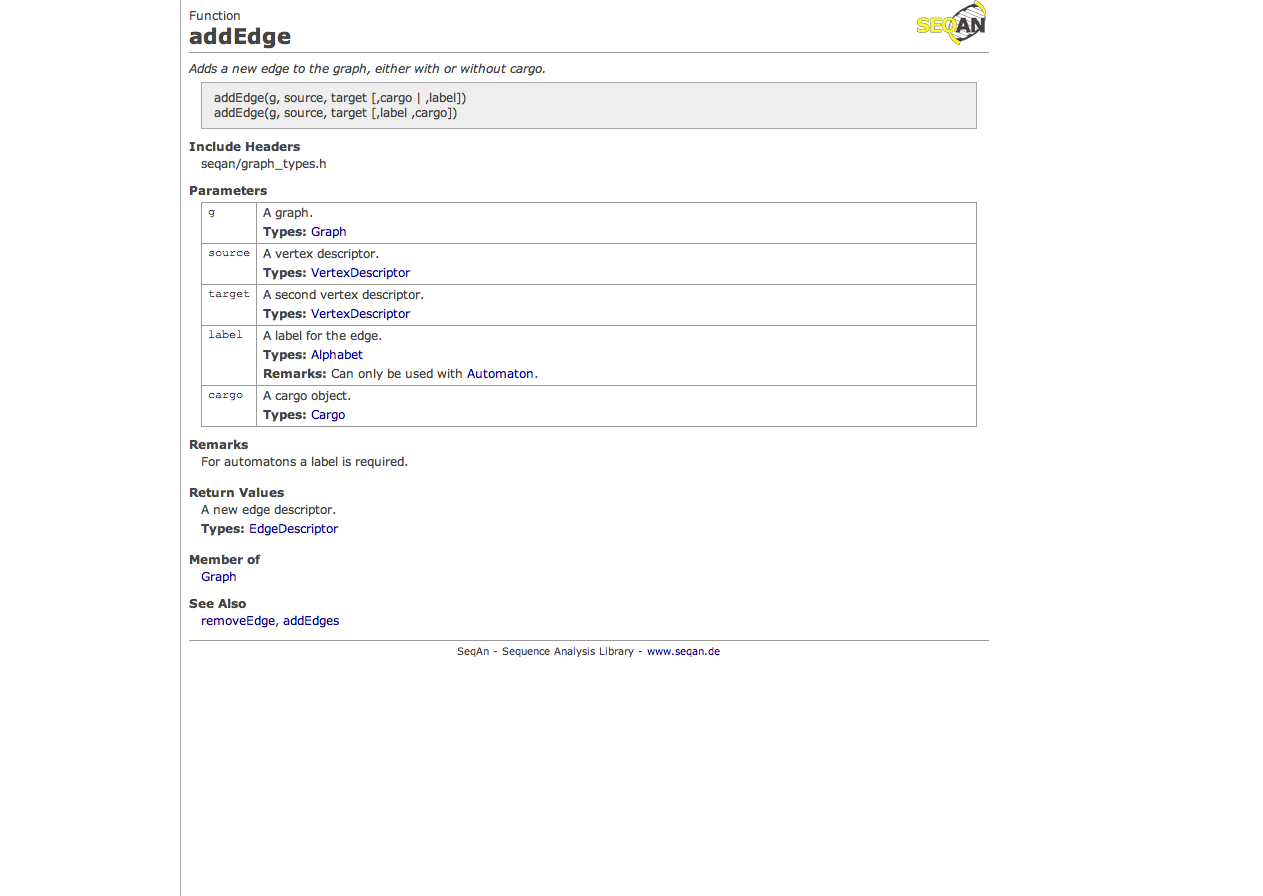 Function
addEdge
SEQAN
Adds a new edge to the graph, either with or without cargo.
addEdge(g, source, target [,cargo | ,label])
addEdge(g, source, target [,label ,cargo])
Include Headers
seqan/graph_types.h
Parameters
g
A graph.
Types: Graph
source
A vertex descriptor.
Types: VertexDescriptor
target
A second vertex descriptor.
Types: VertexDescriptor
label
A label for the edge.
Types: Alphabet
Remarks: Can only be used with Automaton.
cargo
A cargo object.
Types: Cargo
Remarks
For automatons a label is required.
Return Values
A new edge descriptor.
Types: EdgeDescriptor
Member of
Graph
See Also
removeEdge, addEdges
SeqAn - Sequence Analysis Library - www.seqan.de